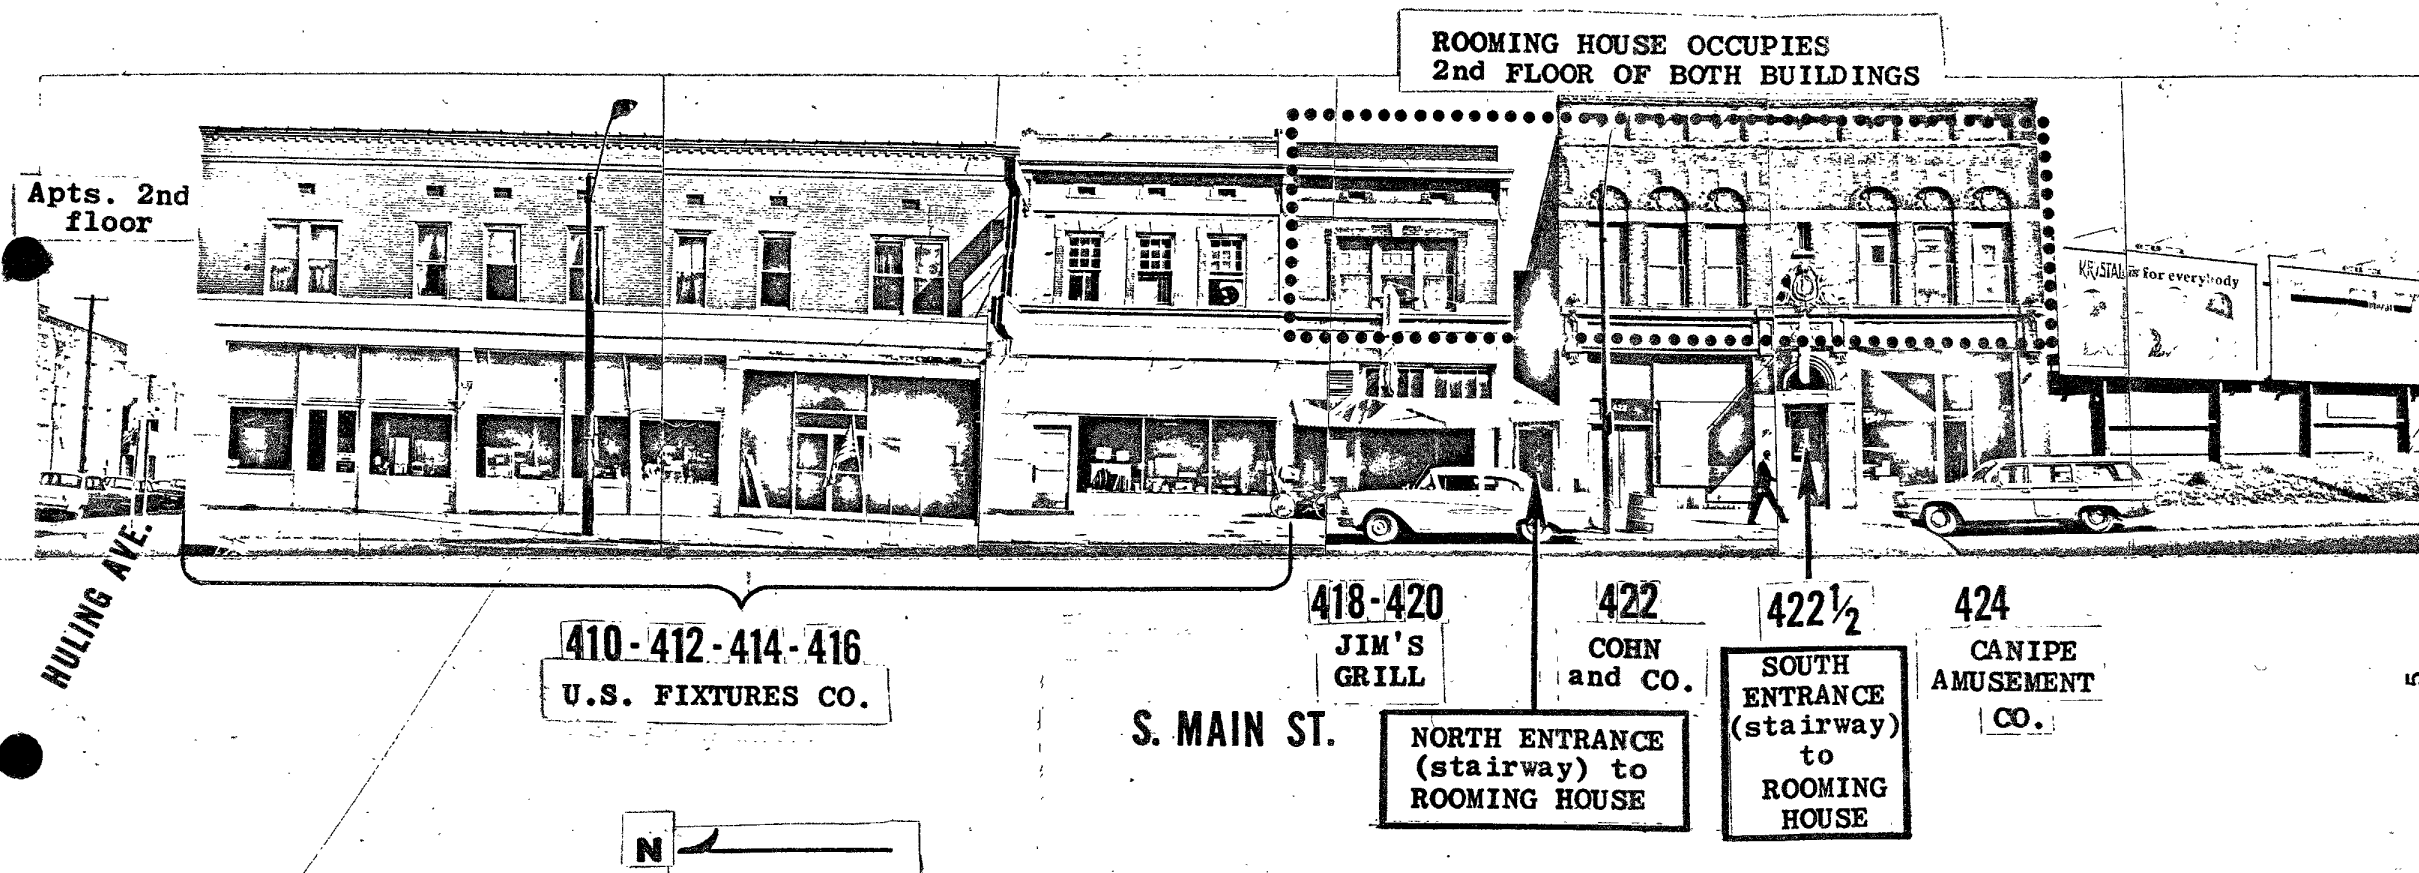 ROOMING HOUSE OCCUPIES
2nd FLOOR OF BOTH BUILDINGS
Apts. 2nd
floor
KRYSTAL is for everybody
HULING AVE.
410-412-414-416
U.S. FIXTURES CO.
418-420
JIM'S
GRILL
422
COHN
and CO.
422½
SOUTH
ENTRANCE
(stairway)
to
ROOMING
HOUSE
424
CANIPE
AMUSEMENT
CO.
S. MAIN ST.
NORTH ENTRANCE
(stairway) to
ROOMING HOUSE
N